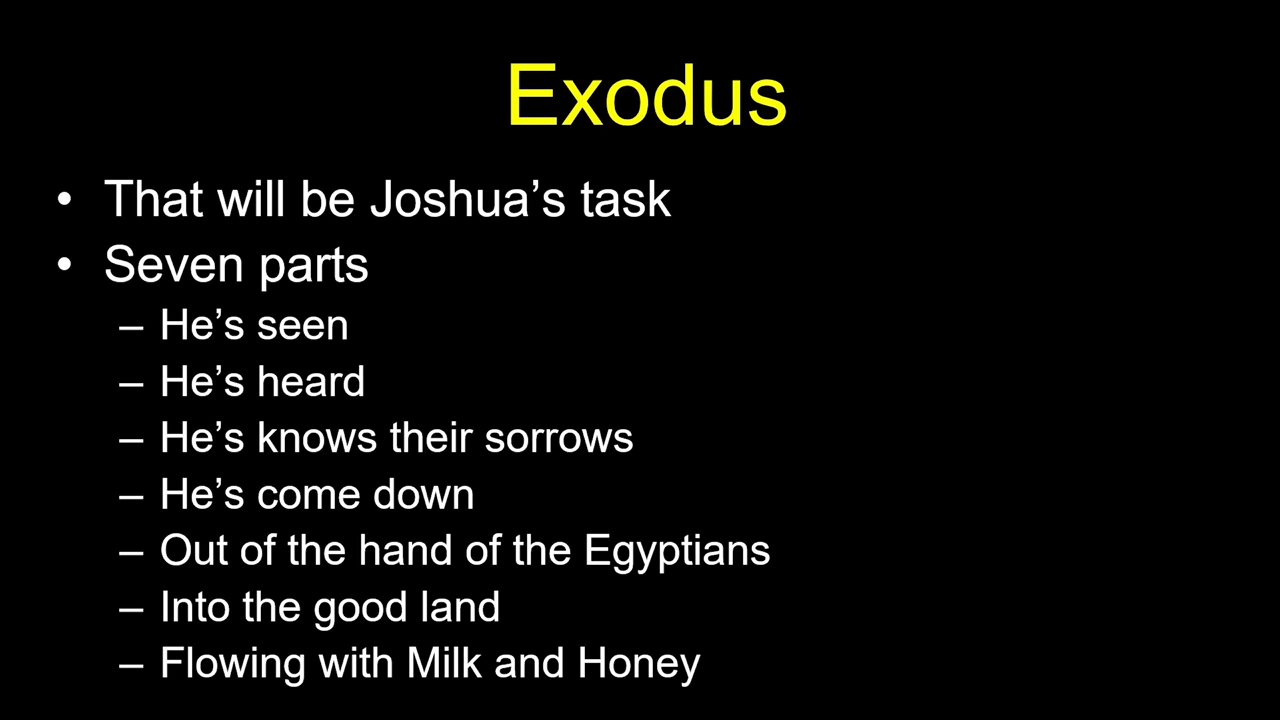 Exodus
• That will be Joshua’s task
• Seven parts
– He’s seen
– He’s heard
– He’s knows their sorrows
– He’s come down
– Out of the hand of the Egyptians
– Into the good land
– Flowing with Milk and Honey